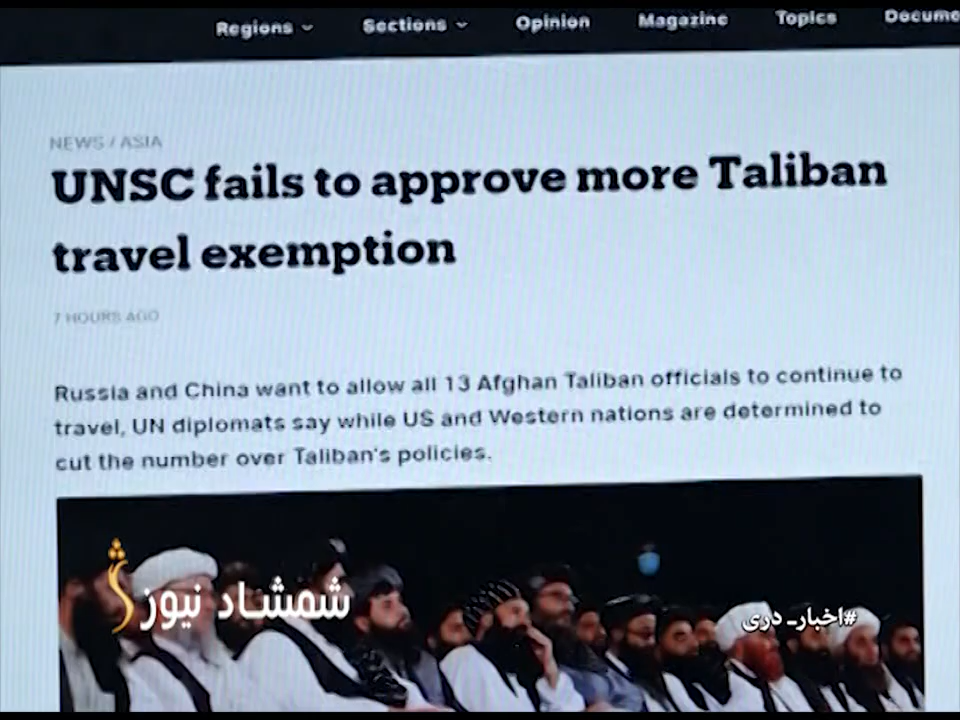 Regions
Sections
Opinion
Magazine
Topics
Docume
NEWS / ASIA
UNSC fails to approve more Taliban
travel exemption
7 HOURS AGO
Russia and China want to allow all 13 Afghan Taliban officials to continue to
travel, UN diplomats say while US and Western nations are determined to
cut the number over Taliban's policies.
شمشاد نیوز
#اخبارـ دری